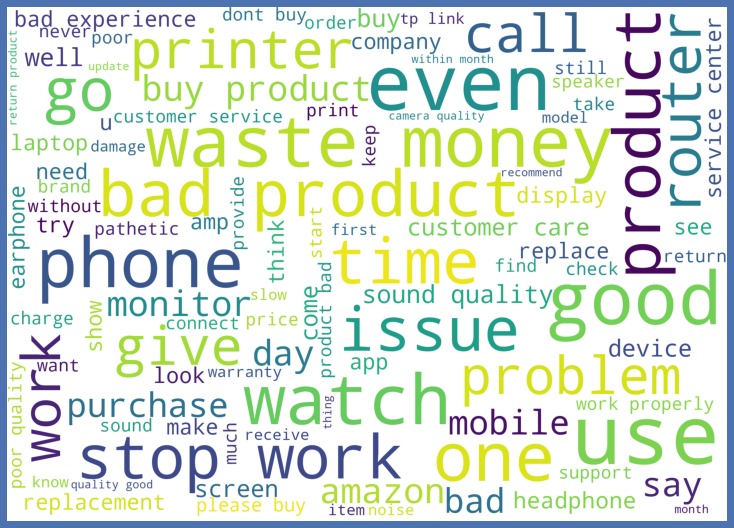 bad experience
dont buy
order
buy
tp link
call
product
router
service center
never
poor
printer
company
well
within month
still
return product
update
go
buy product
even
speaker
take
print
customer service
camera quality
model
u
laptop
damage
waste money
keep
need
recommend
brand
bad product
display
without
try
pathetic
amp
provide
first
think
start
customer care
see
earphone
phone
time
replace
return
find
check
monitor
slow
come
product bad
sound quality
good
charge
show
connect
price
give
issue
device
day
app
work
want
look
warranty
problem
purchase
watch
thing
work properly
poor quality
sound
make
much
receive
mobile
one
use
stop work
know
quality good
screen
amazon
bad
support
say
replacement
please buy
item
noise
headphone
month